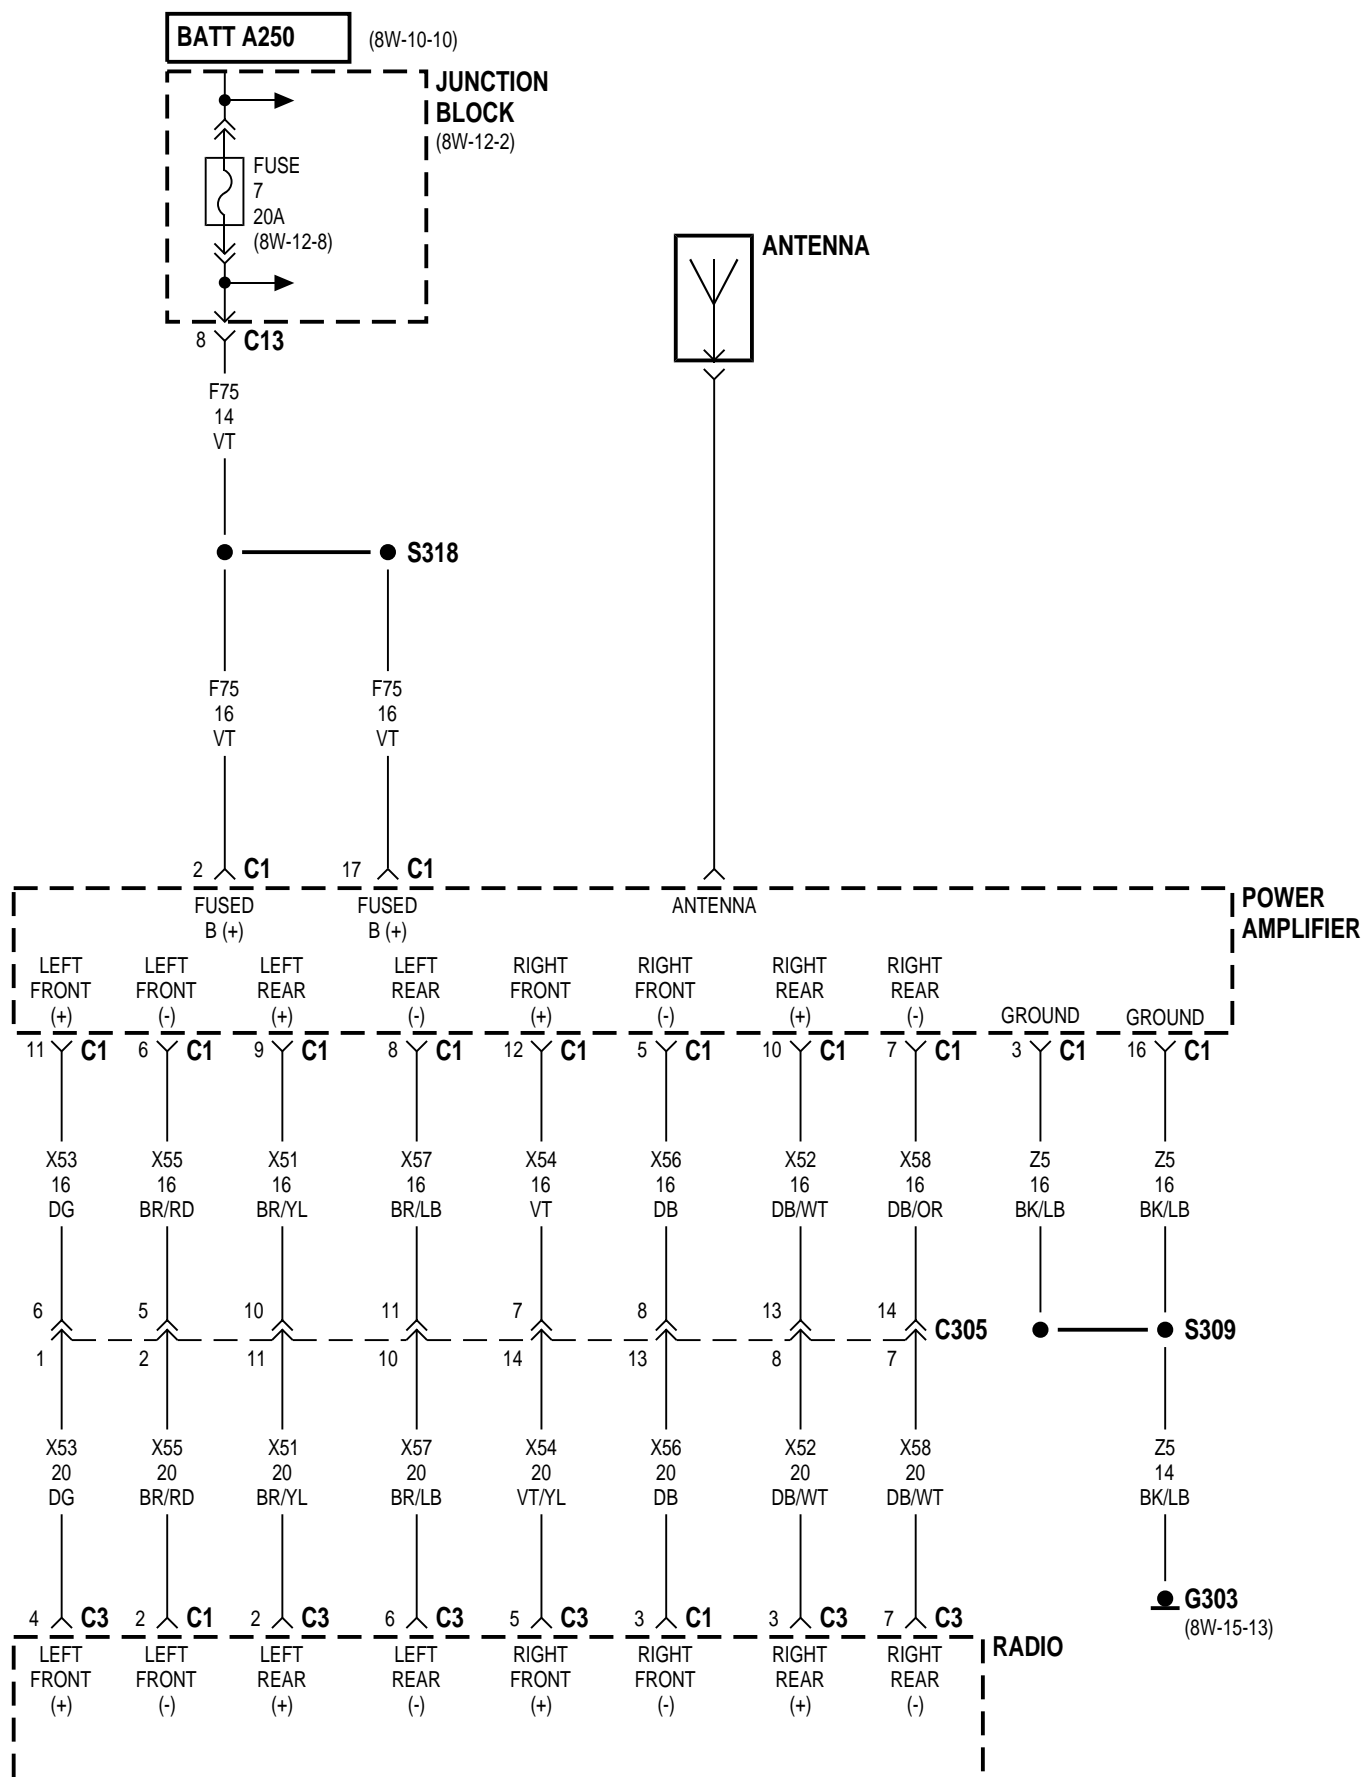 BATT A250 (8W-10-10)
JUNCTION
BLOCK
(8W-12-2)
FUSE
7
20A
(8W-12-8)
8 C13
ANTENNA
F75
14
VT
S318
F75 F75
16 16
VT VT
2 C1 17 C1
FUSED FUSED ANTENNA
B (+) B (+)
POWER
AMPLIFIER
LEFT LEFT LEFT LEFT RIGHT RIGHT RIGHT RIGHT
FRONT FRONT REAR REAR FRONT FRONT REAR REAR
(+) (-) (+) (-) (+) (-) (+) (-) GROUND GROUND
11 C1 6 C1 9 C1 8 C1 12 C1 5 C1 10 C1 7 C1 3 C1 16 C1
X53 X55 X51 X57 X54 X56 X52 X58 Z5 Z5
16 16 16 16 16 16 16 16 16 16
DG BR/RD BR/YL BR/LB VT DB DB/WT DB/OR BK/LB BK/LB
6 5 10 11 7 8 13 14
C305 S309
1 2 11 10 14 13 8 7
X53 X55 X51 X57 X54 X56 X52 X58 Z5
20 20 20 20 20 20 20 20 14
DG BR/RD BR/YL BR/LB VT/YL DB DB/WT DB/WT BK/LB
4 C3 2 C1 2 C3 6 C3 5 C3 3 C1 3 C3 7 C3
G303
(8W-15-13)
RADIO
LEFT LEFT LEFT LEFT RIGHT RIGHT RIGHT RIGHT
FRONT FRONT REAR REAR FRONT FRONT REAR REAR
(+) (-) (+) (-) (+) (-) (+) (-)